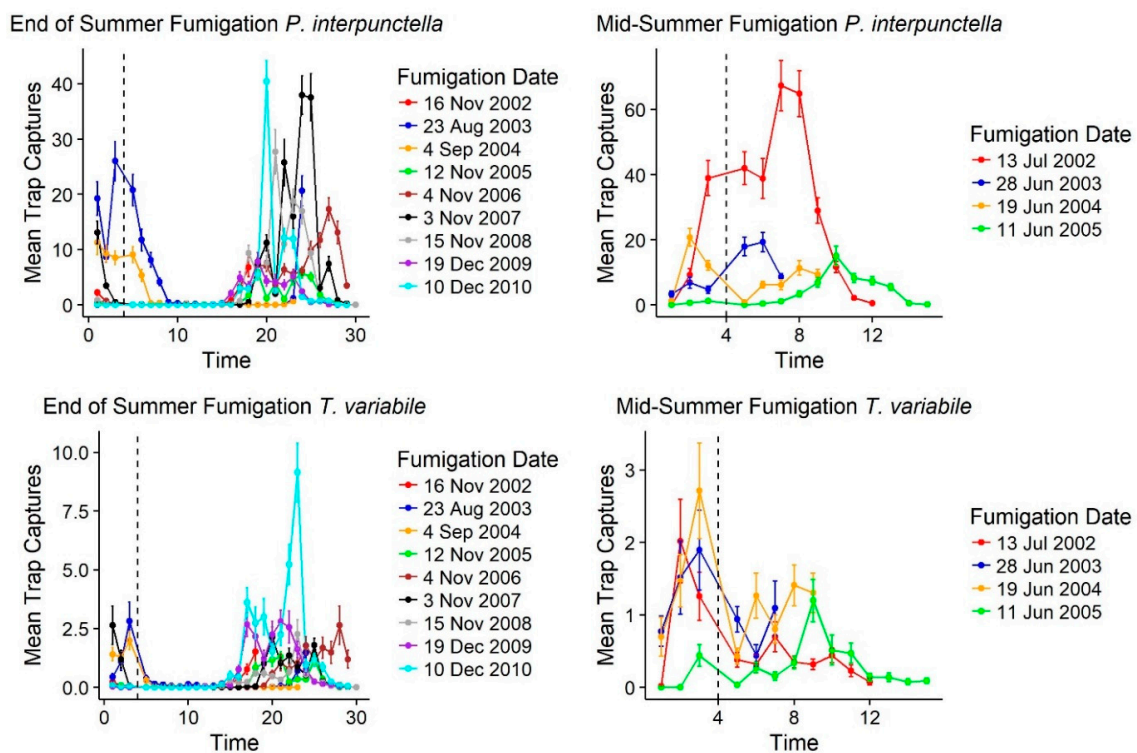 End of Summer Fumigation P. interpunctella
Mean Trap Captures
40
30
20
10
0
0 10 20 30
Time
Fumigation Date
16 Nov 2002
23 Aug 2003
4 Sep 2004
12 Nov 2005
4 Nov 2006
3 Nov 2007
15 Nov 2008
19 Dec 2009
10 Dec 2010
Mid-Summer Fumigation P. interpunctella
Mean Trap Captures
60
40
20
0
4 8 12
Time
Fumigation Date
13 Jul 2002
28 Jun 2003
19 Jun 2004
11 Jun 2005
End of Summer Fumigation T. variabile
Mean Trap Captures
10.0
7.5
5.0
2.5
0.0
0 10 20 30
Time
Fumigation Date
16 Nov 2002
23 Aug 2003
4 Sep 2004
12 Nov 2005
4 Nov 2006
3 Nov 2007
15 Nov 2008
19 Dec 2009
10 Dec 2010
Mid-Summer Fumigation T. variabile
Mean Trap Captures
3
2
1
0
4 8 12
Time
Fumigation Date
13 Jul 2002
28 Jun 2003
19 Jun 2004
11 Jun 2005